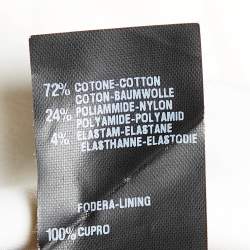 72% COTONE-COTTON
COTON-BAUMWOLLE
24% POLIAMMIDE-NYLON
POLYAMIDE-POLYAMID
4% ELASTAM-ELASTANE
ELASTHANNE-ELASTODIE
FODERA-LINING
100% CUPRO